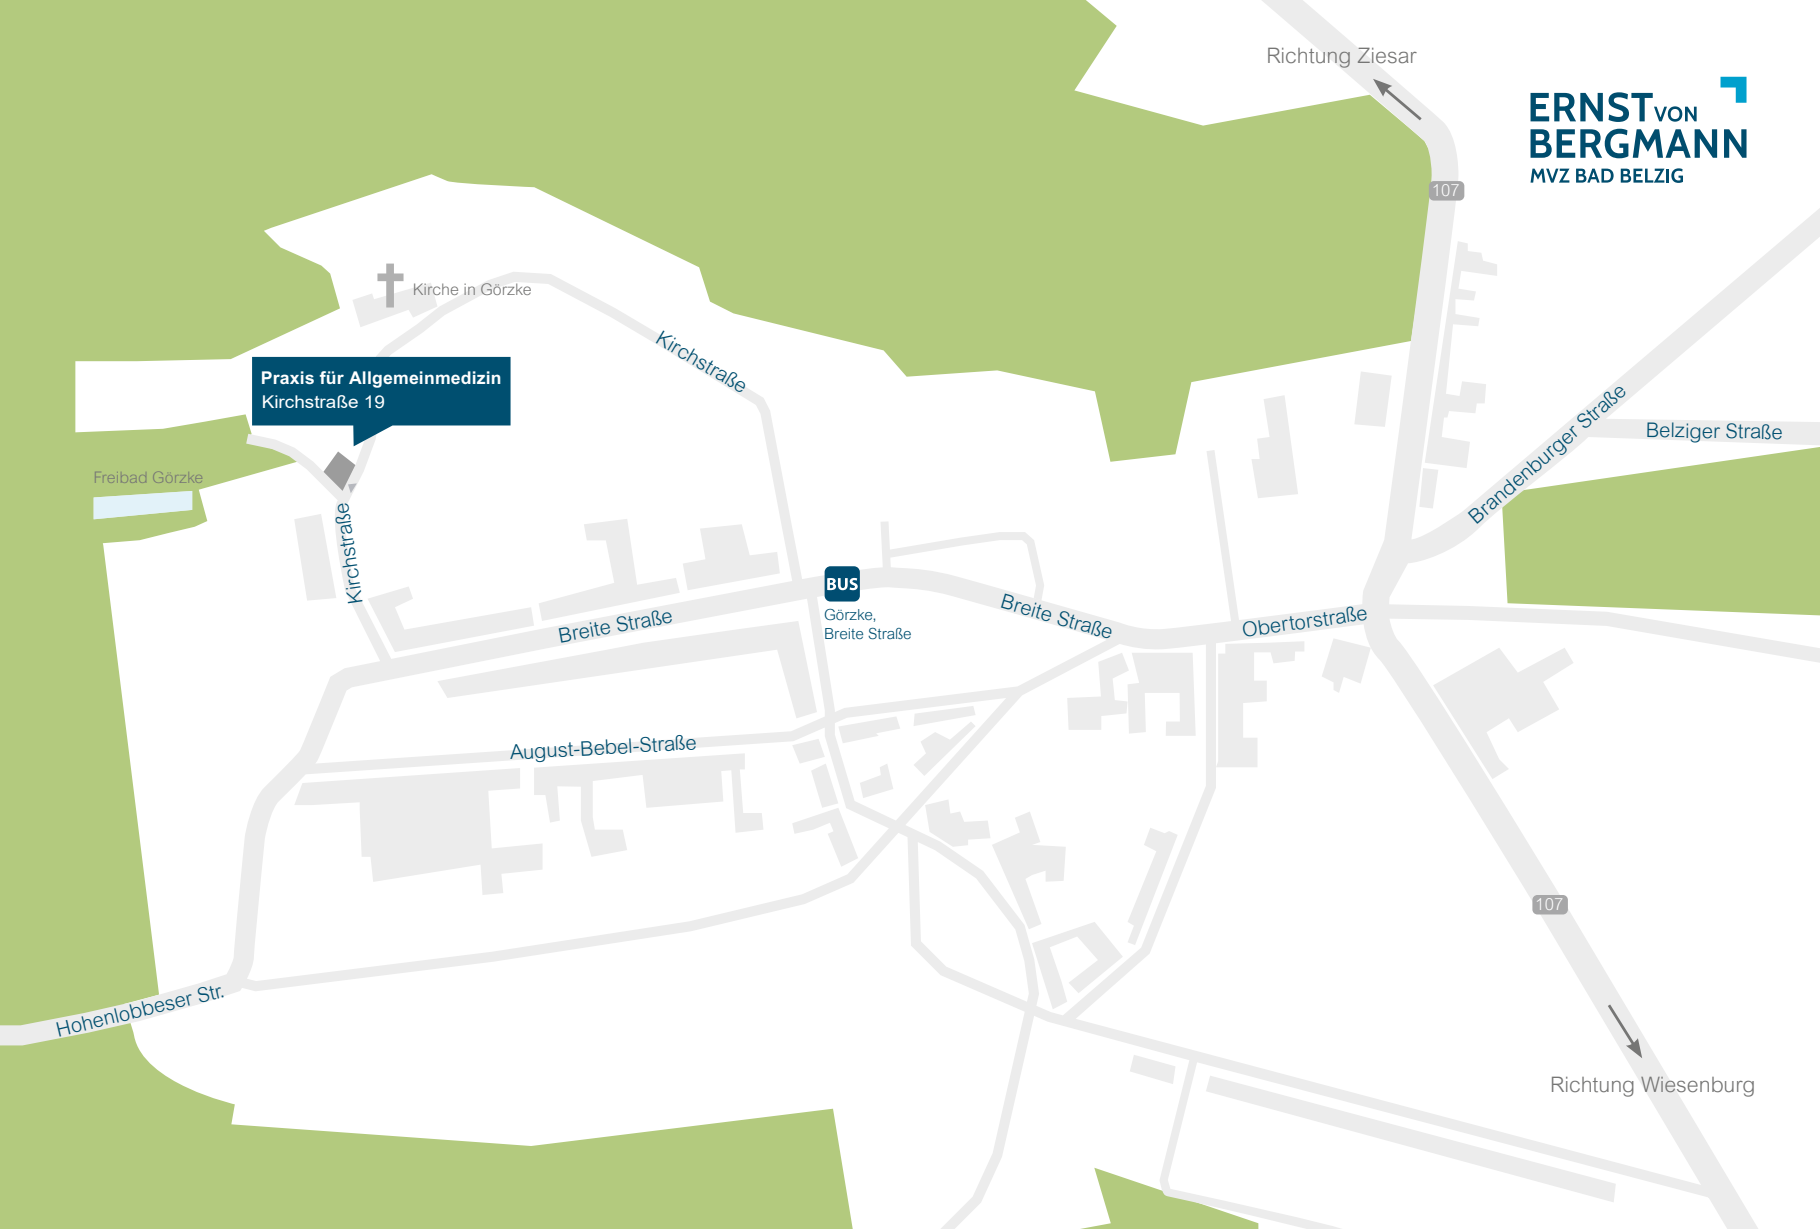 Richtung Ziesar
ERNST VON
BERGMANN
MVZ BAD BELZIG
107
Kirche in Görzke
Kirchstraße
Praxis für Allgemeinmedizin
Kirchstraße 19
Brandenburger Straße
Belziger Straße
Freibad Görzke
Kirchstraße
BUS
Görzke,
Breite Straße
Breite Straße
Breite Straße
Obertorstraße
August-Bebel-Straße
107
Hohenlobbeser Str.
Richtung Wiesenburg